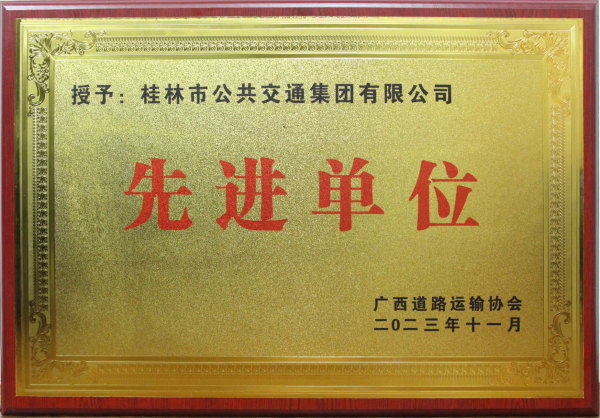 授予：桂林市公共交通集团有限公司
先进单位
广西道路运输协会
二0二三年十一月